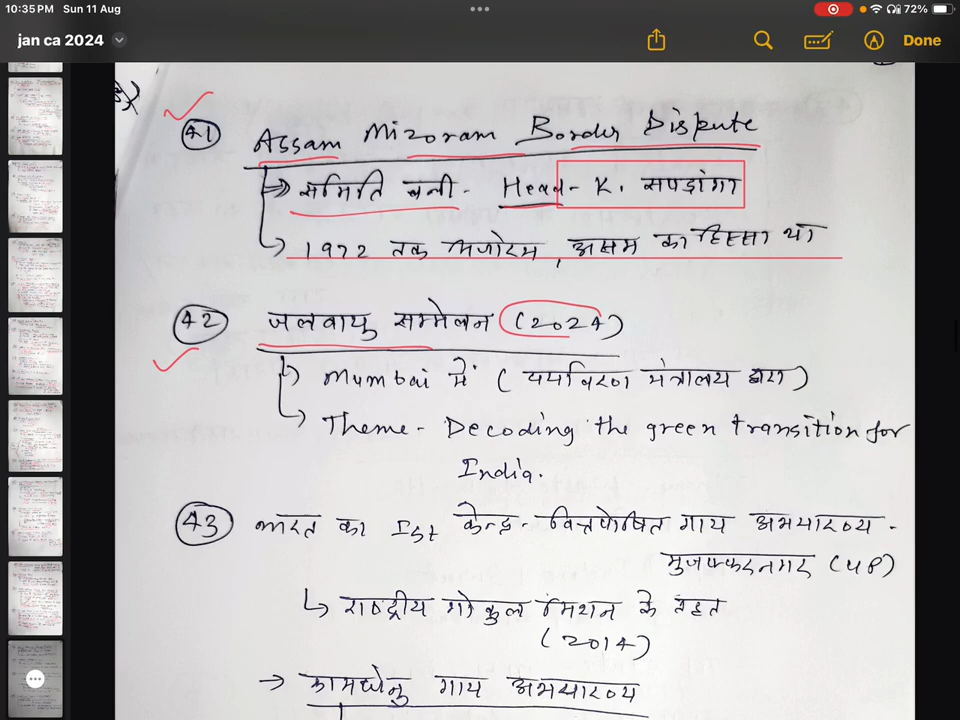 10:35 PM Sun 11 Aug
72%
jan ca 2024
Done
41 Assam Mizoram Border Dispute
समिति बनी - Head - K. सपडांगा
1972 तक मिजोरम, असम का हिस्सा था
42 जलवायु सम्मेलन (2024)
Mumbai में (पर्यावरण मंत्रालय द्वारा)
Theme - Decoding the green transition for
India.
43 भारत का Ist केन्द्र-वित्तपोषित गाय अभयारण्य -
मुजफ्फरनगर (UP)
राष्ट्रीय गोकुल मिशन के तहत
(2014)
→ कामधेनु गाय अभयारण्य